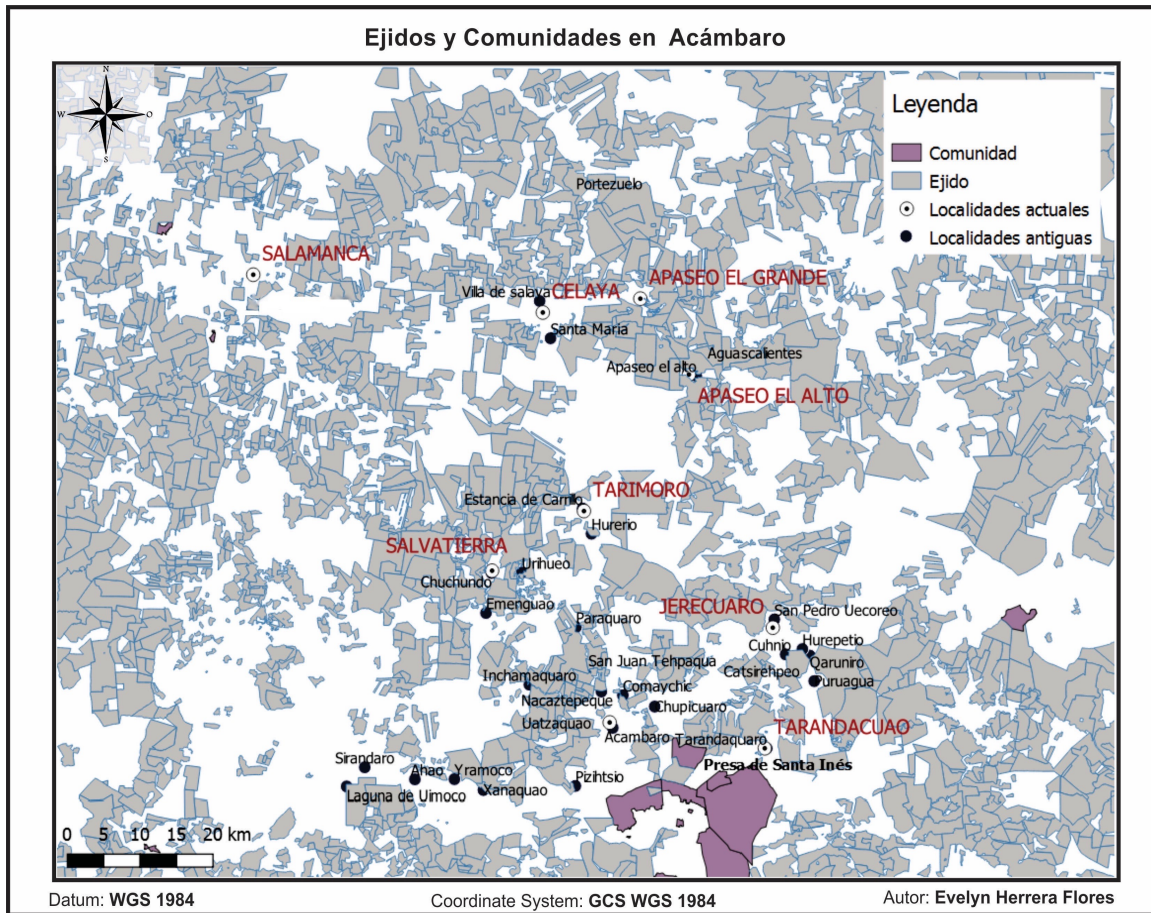 Ejidos y Comunidades en Acámbaro
N
W
O
S
Leyenda
Comunidad
Ejido
Localidades actuales
Localidades antiguas
Portezuelo
SALAMANCA
APASEO EL GRANDE
Villa de salaya
CELAYA
Santa Maria
Aguascalientes
Apaseo el alto
APASEO EL ALTO
TARIMORO
Estancia de Carrillo
Hurerio
SALVATIERRA
Urihueo
Chuchundo
Emenguao
JERECUARO
San Pedro Uecoreo
Paraquaro
Cuhnio
Hurepetio
San Juan Tehpaqua
Catsirehpeo
Qaruniro
Inchamaquaro
Puruagua
Comaychic
Nacaztepeque
Chupicuaro
Uatzaquao
Acambaro
Tarandaquaro
TARANDACUAO
Presa de Santa Inés
Sirandaro
Ahao
Yramoco
Pizihtsio
Xanaquao
Laguna de Uimoco
0 5 10 15 20 km
Datum: WGS 1984
Coordinate System: GCS WGS 1984
Autor: Evelyn Herrera Flores